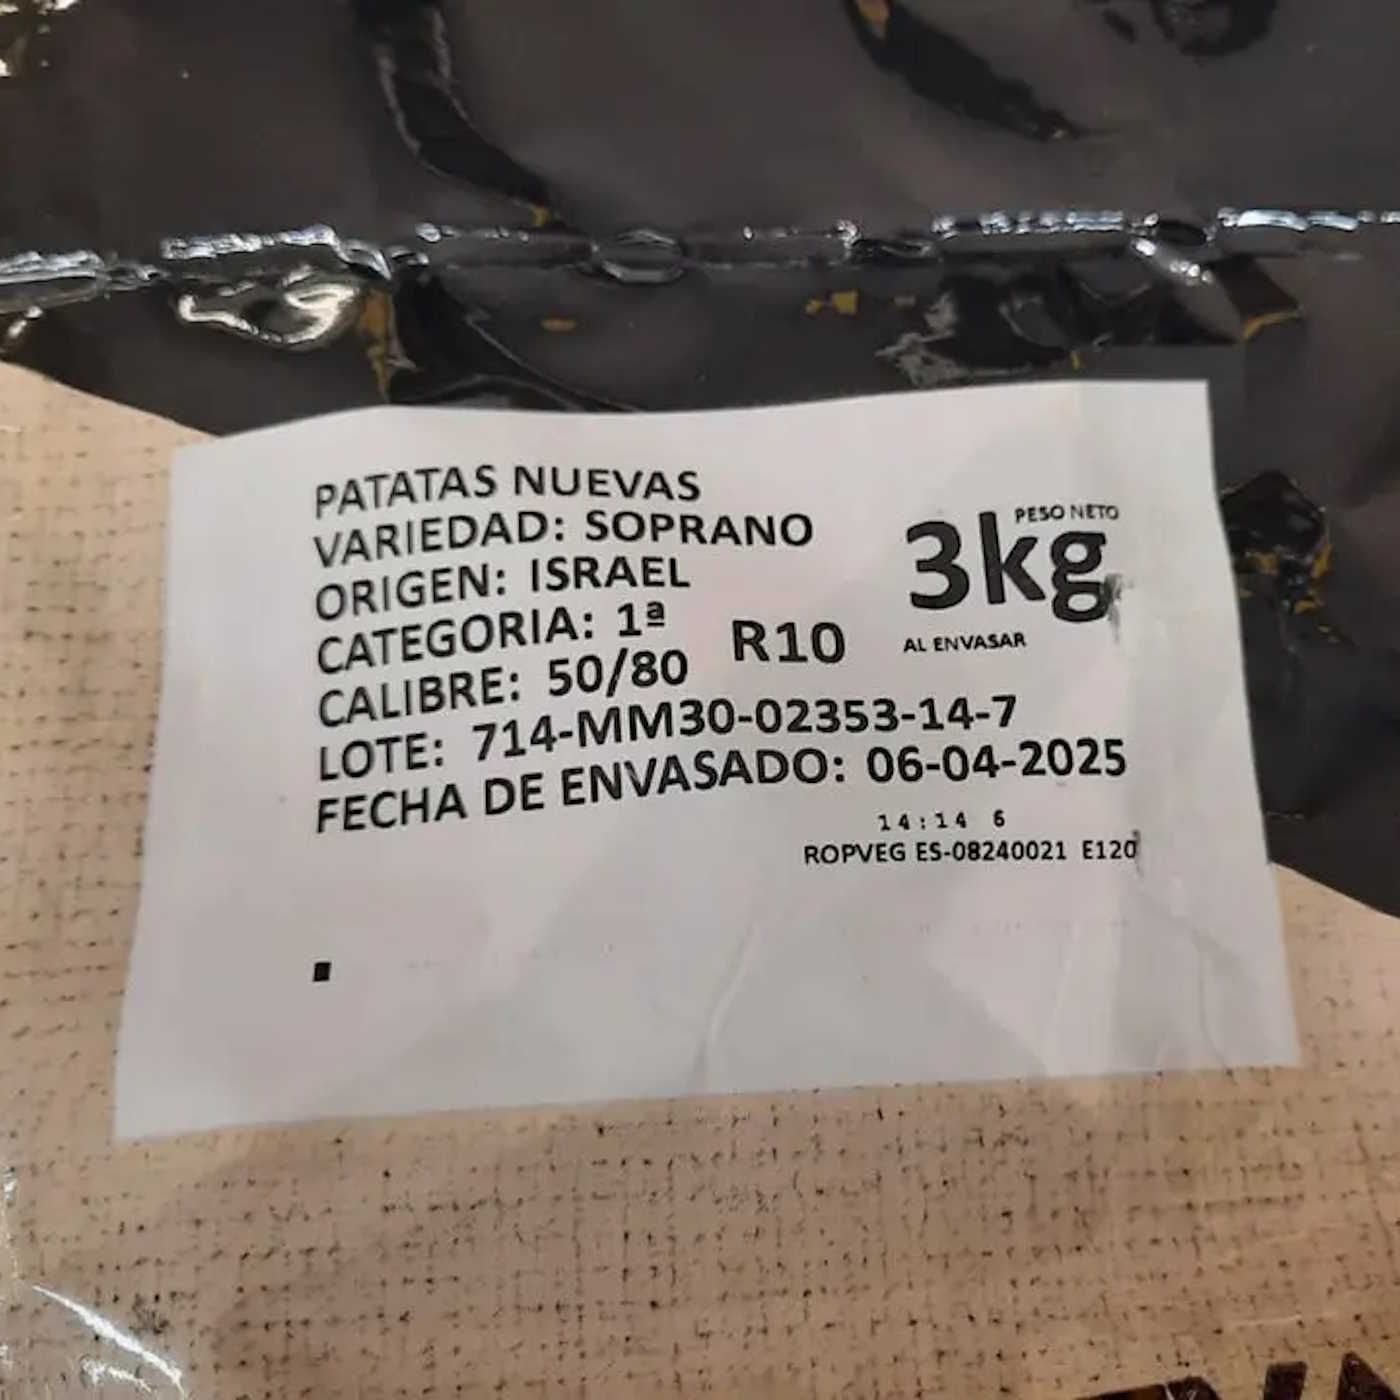 PATATAS NUEVAS
VARIEDAD: SOPRANO
ORIGEN: ISRAEL
CATEGORIA: 1ª
CALIBRE: 50/80
R10
PESO NETO
3kg
AL ENVASAR
LOTE: 714-MM30-02353-14-7
FECHA DE ENVASADO: 06-04-2025
14:14 6
ROPVEG ES-08240021 E120